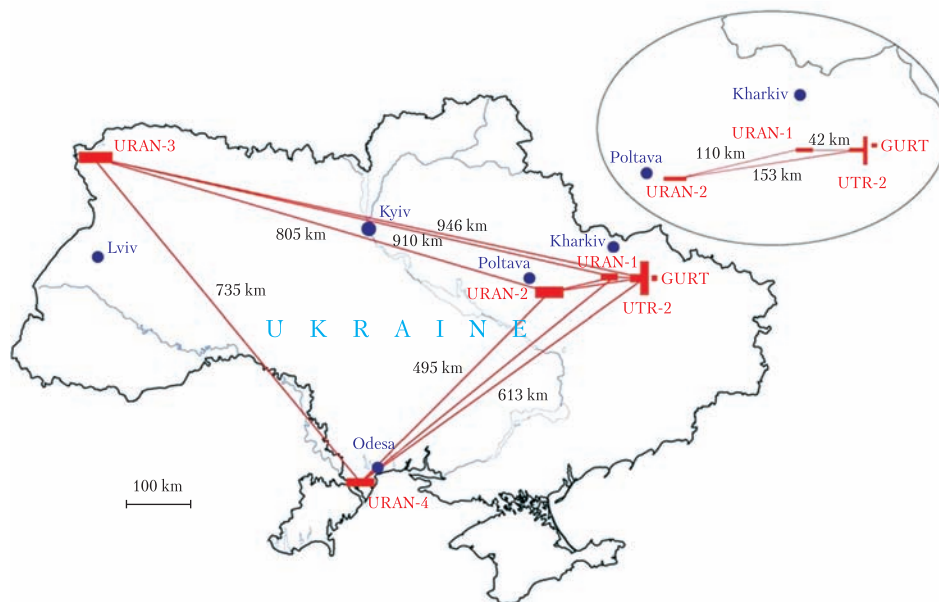 Kharkiv
URAN-1
42 km
GURT
Poltava
110 km
153 km
URAN-2
UTR-2
URAN-3
Kyiv
946 km
805 km
910 km
Kharkiv
Lviv
Poltava
URAN-1
GURT
735 km
URAN-2
UTR-2
UKRAINE
495 km
613 km
Odesa
100 km
URAN-4